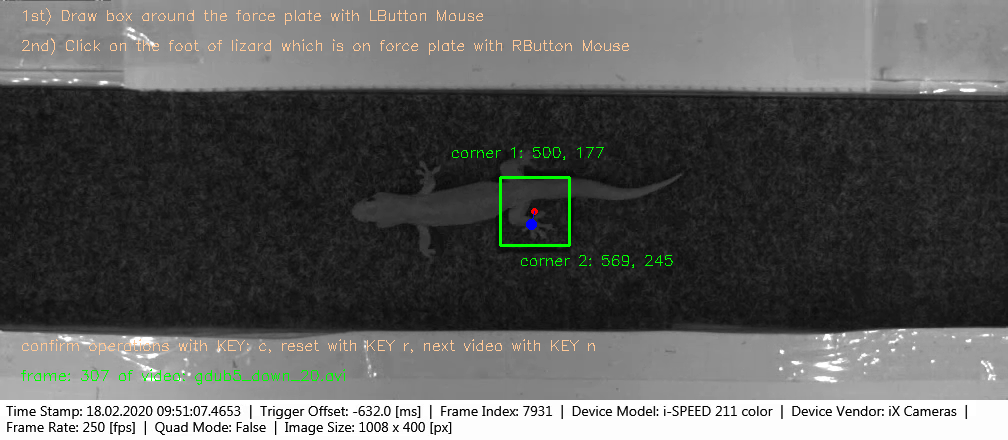 1st) Draw box around the force plate with LButton Mouse
2nd) Click on the foot of lizard which is on force plate with RButton Mouse
corner 1: 500, 177
corner 2: 569, 245
confirm operations with KEY: c, reset with KEY r, next video with KEY n
frame: 307 of video:
Time Stamp: 18.02.2020 09:51:07.4653 | Trigger Offset: -632.0 [ms] | Frame Index: 7931 | Device Model: i-SPEED 211 color | Device Vendor: iX Cameras |
Frame Rate: 250 [fps] | Quad Mode: False | Image Size: 1008 x 400 [px]